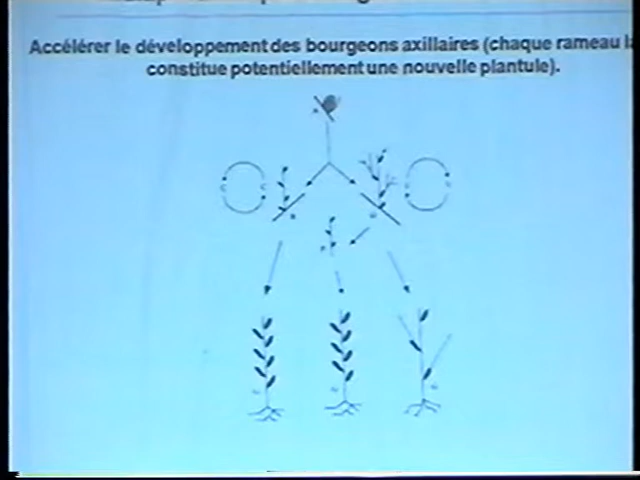 Accélérer le développement des bourgeons axillaires (chaque rameau
constitue potentiellement une nouvelle plantule).